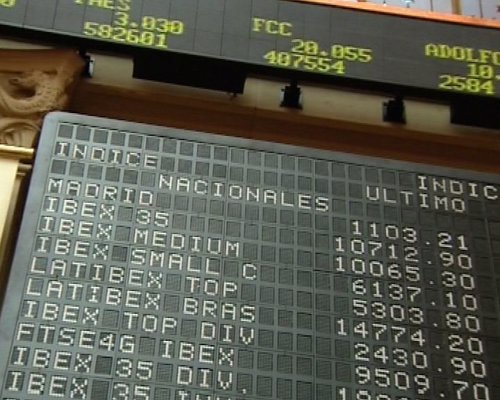 3.030 FCC 20.055 ADOLFO 10
582601 407554 2584
INDIC
INDICE NACIONALES ULTIMO
MADRID 1103.21
IBEX 35 10712.90
IBEX MEDIUM 10065.30
IBEX SMALL C 6137.10
LATIBEX TOP 5303.80
LATIBEX BRAS 14774.20
IBEX TOP DIV 2430.90
FTSE4G IBEX 9509.70
IBEX 35 DIV.
IBEX 35